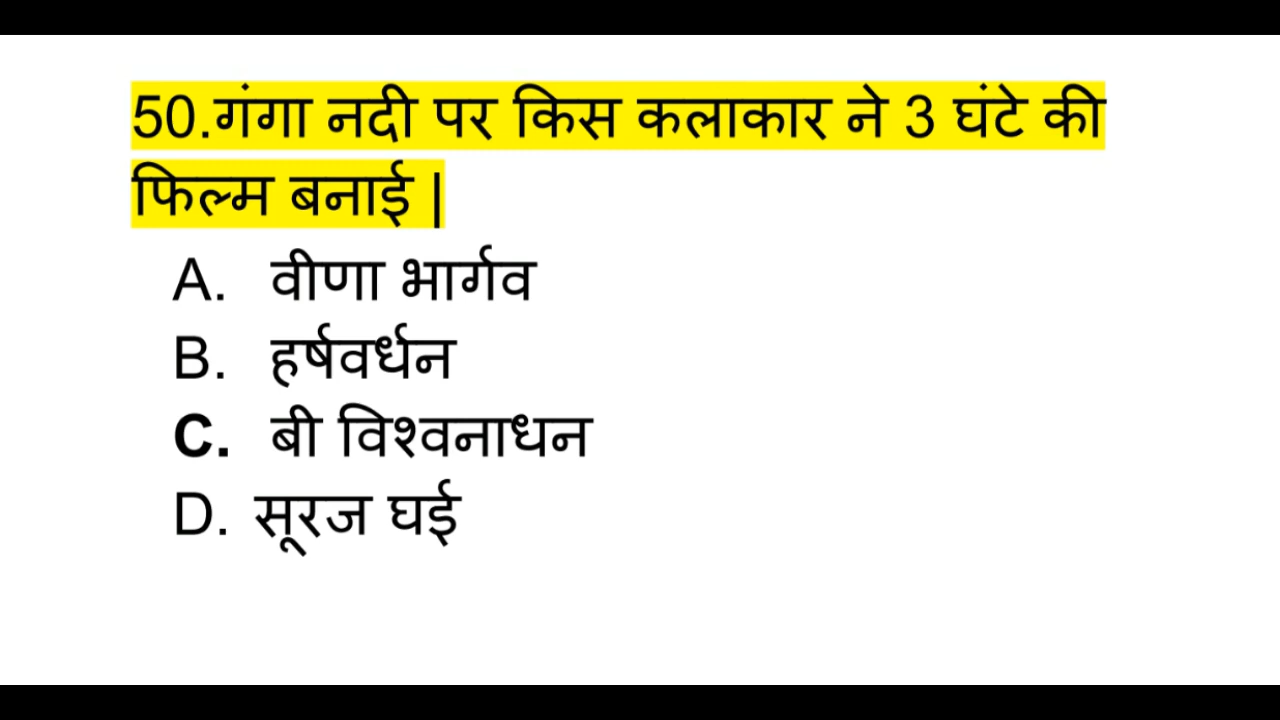 50.गंगा नदी पर किस कलाकार ने 3 घंटे की
फिल्म बनाई |
A. वीणा भार्गव
B. हर्षवर्धन
C. बी विश्वनाधन
D. सूरज घई